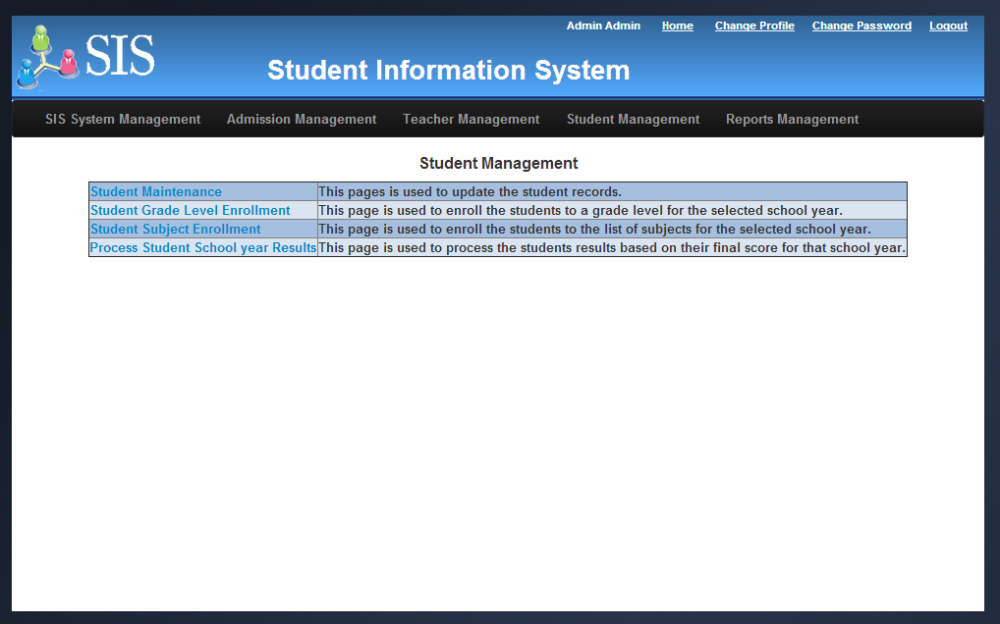 Admin Admin Home Change Profile Change Password Logout
SIS
Student Information System
SIS System Management Admission Management Teacher Management Student Management Reports Management
Student Management
Student Maintenance This pages is used to update the student records.
Student Grade Level Enrollment This page is used to enroll the students to a grade level for the selected school year.
Student Subject Enrollment This page is used to enroll the students to the list of subjects for the selected school year.
Process Student School year Results This page is used to process the students results based on their final score for that school year.